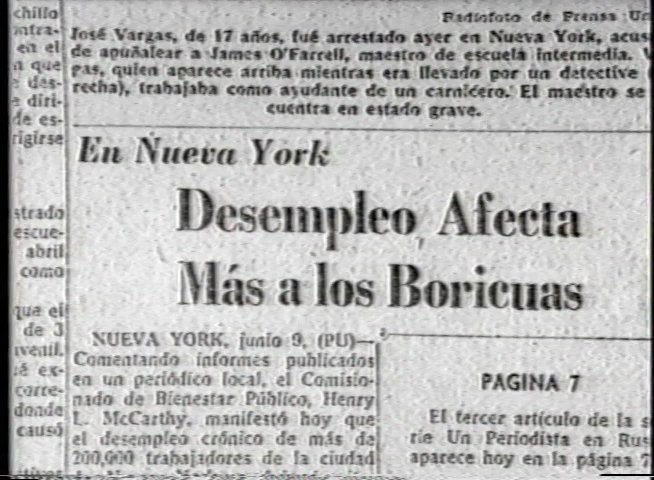 chillo
en el
que
e des-
e diri-
de es-
rigirse
strado
escue-
abril
como
que el
de 3
uvenil.
corre-
donde
causó
Radiofoto de Prensa Un
José Vargas, de 17 años, fué arrestado ayer en Nueva York, acus
de apuñalear a James O'Farrell, maestro de escuela intermedia. V
gas, quien aparece arriba mientras era llevado por un detective (
recha), trabajaba como ayudante de un carnicero. El maestro se
cuentra en estado grave.
En Nueva York
Desempleo Afecta
Más a los Boricuas
NUEVA YORK, junio 9, (PU)—
Comentando informes publicados
en un periódico local, el Comisio-
nado de Bienestar Público, Henry
L. McCarthy, manifestó hoy que
el desempleo crónico de más de
200,000 trabajadores de la ciudad
PAGINA 7
El tercer artículo de la s
rie Un Periodista en Rus
aparece hoy en la página 7